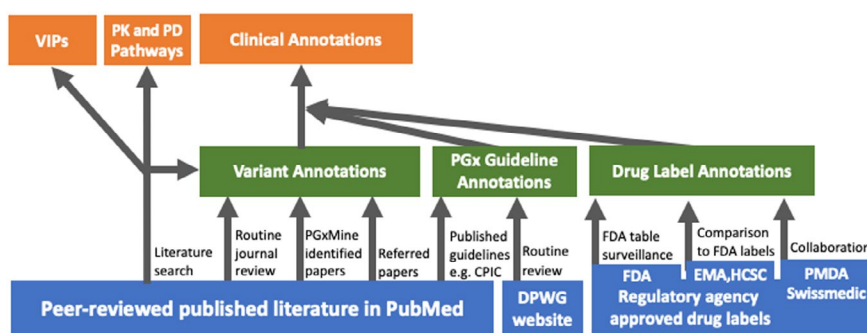 VIPs
PK and PD
Pathways
Clinical Annotations
Variant Annotations
PGx Guideline
Annotations
Drug Label Annotations
Literature
search
Routine
journal
review
PGxMine
identified
papers
Referred
papers
Published
guidelines
e.g. CPIC
Routine
review
FDA table
surveillance
Comparison
to FDA labels
Collaboration
Peer-reviewed published literature in PubMed
DPWG
website
FDA
EMA,HCSC
PMDA
Swissmedic
Regulatory agency
approved drug labels